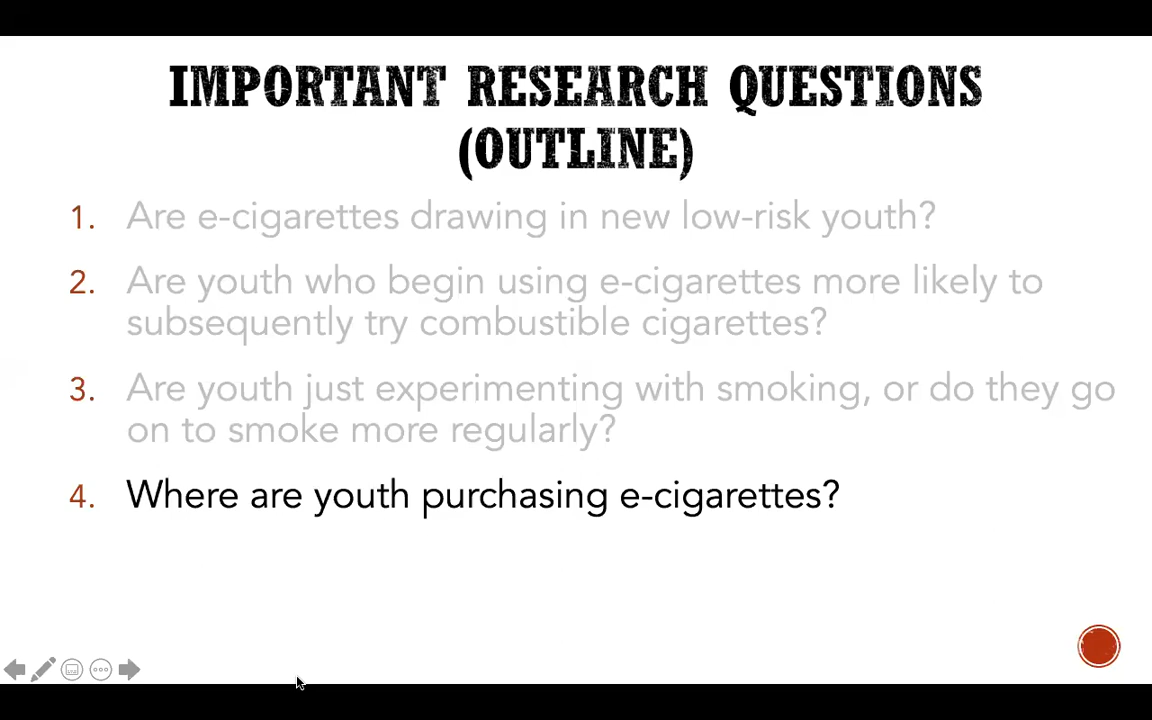 IMPORTANT RESEARCH QUESTIONS
(OUTLINE)
1. Are e-cigarettes drawing in new low-risk youth?
2. Are youth who begin using e-cigarettes more likely to
subsequently try combustible cigarettes?
3. Are youth just experimenting with smoking, or do they go
on to smoke more regularly?
4. Where are youth purchasing e-cigarettes?